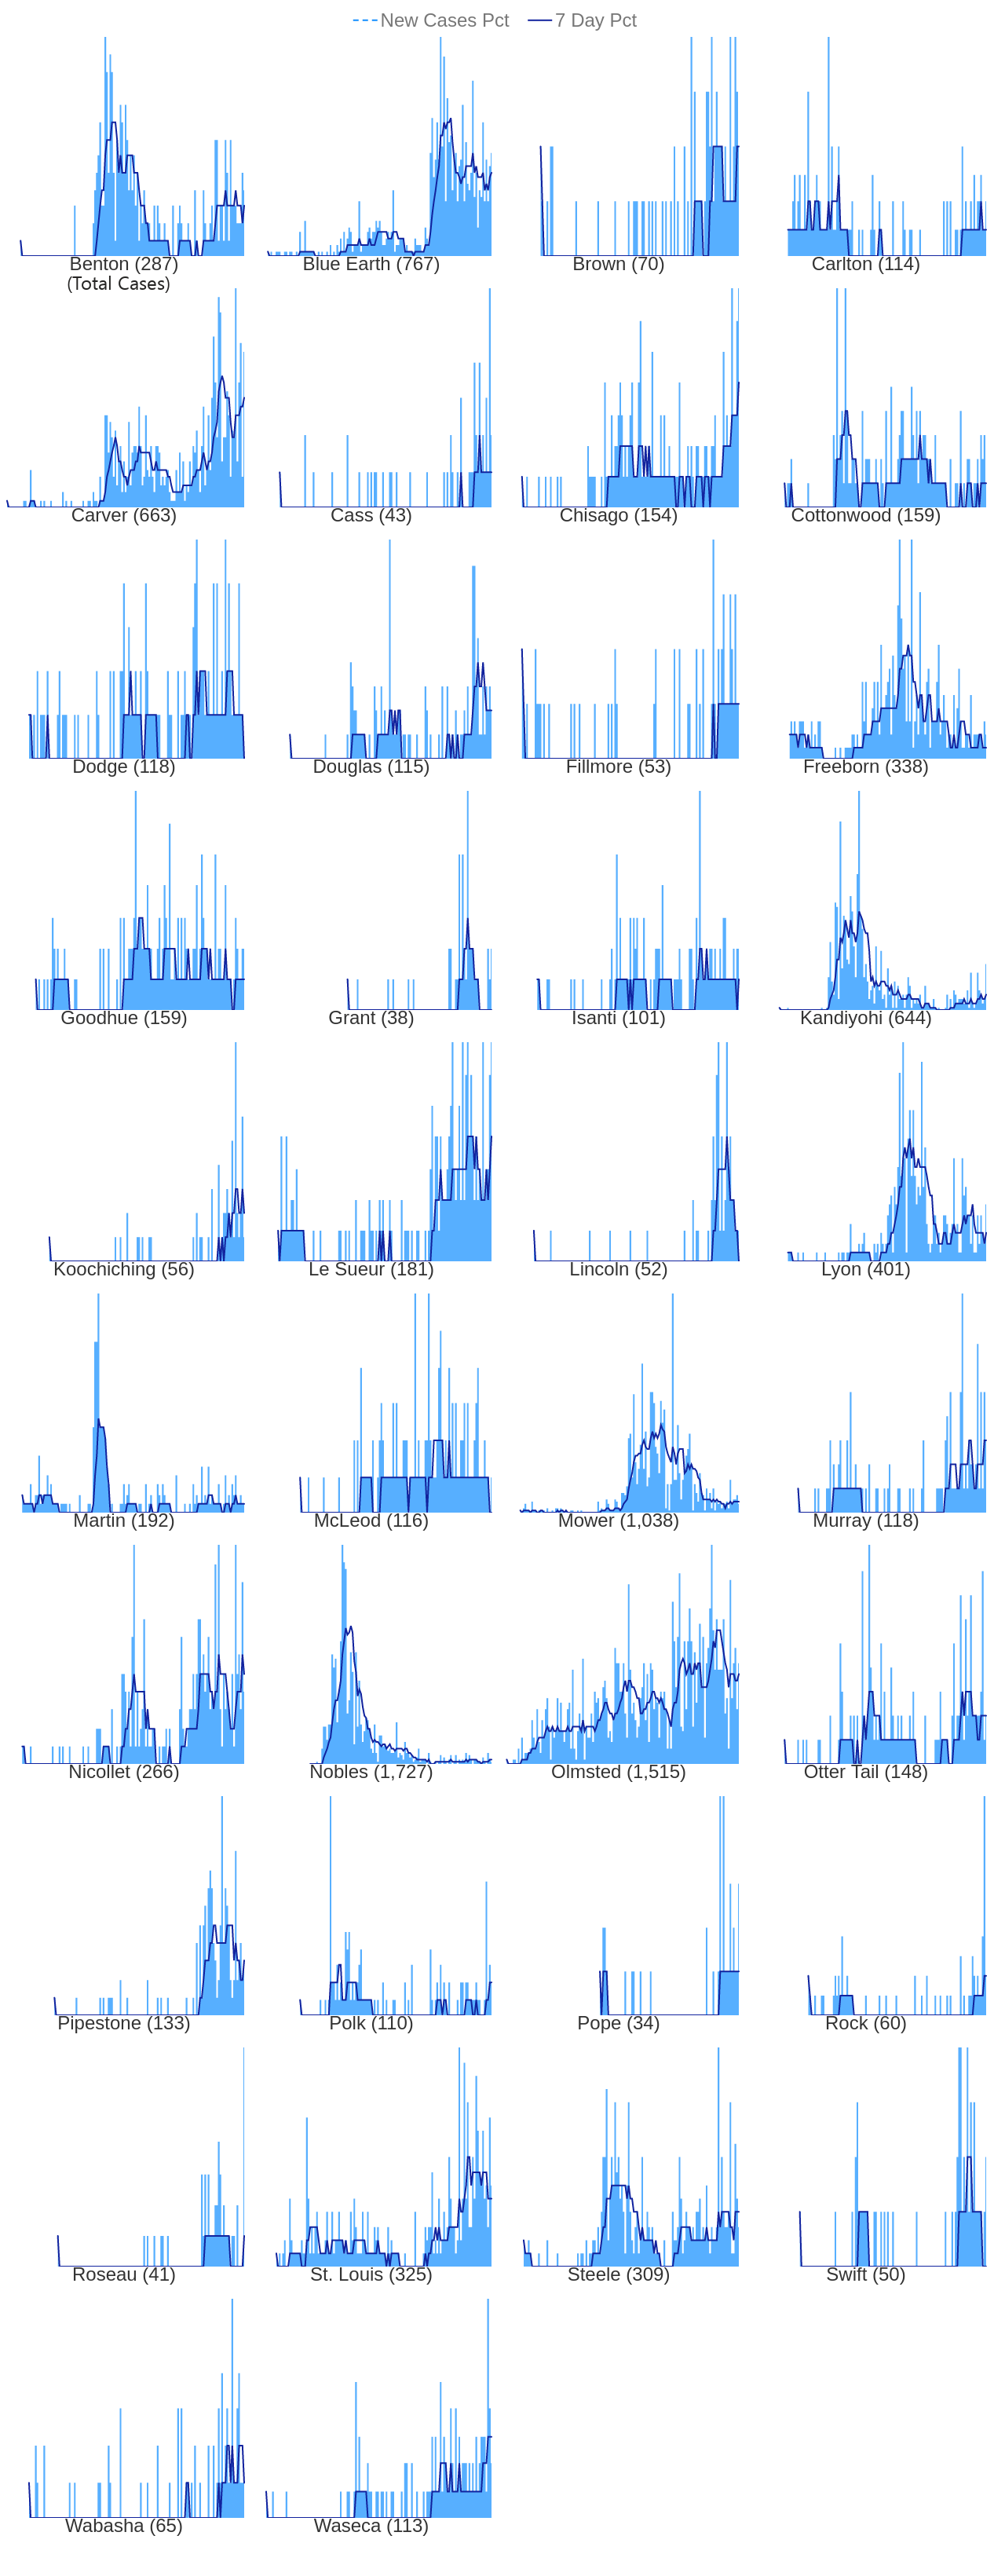 New Cases Pct 7 Day Pct
Benton (287) Blue Earth (767) Brown (70) Carlton (114)
(Total Cases)
Carver (663) Cass (43) Chisago (154) Cottonwood (159)
Dodge (118) Douglas (115) Fillmore (53) Freeborn (338)
Goodhue (159) Grant (38) Isanti (101) Kandiyohi (644)
Koochiching (56) Le Sueur (181) Lincoln (52) Lyon (401)
Martin (192) McLeod (116) Mower (1,038) Murray (118)
Nicollet (266) Nobles (1,727) Olmsted (1,515) Otter Tail (148)
Pipestone (133) Polk (110) Pope (34) Rock (60)
Roseau (41) St. Louis (325) Steele (309) Swift (50)
Wabasha (65) Waseca (113)